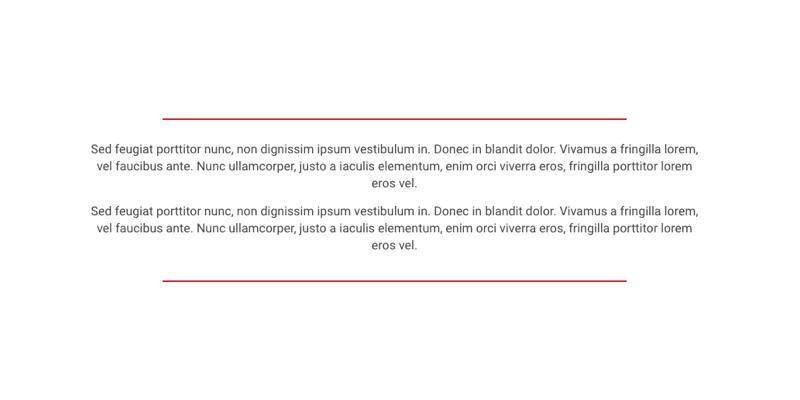 Sed feugiat porttitor nunc, non dignissim ipsum vestibulum in. Donec in blandit dolor. Vivamus a fringilla lorem,
vel faucibus ante. Nunc ullamcorper, justo a iaculis elementum, enim orci viverra eros, fringilla porttitor lorem
eros vel.
Sed feugiat porttitor nunc, non dignissim ipsum vestibulum in. Donec in blandit dolor. Vivamus a fringilla lorem,
vel faucibus ante. Nunc ullamcorper, justo a iaculis elementum, enim orci viverra eros, fringilla porttitor lorem
eros vel.